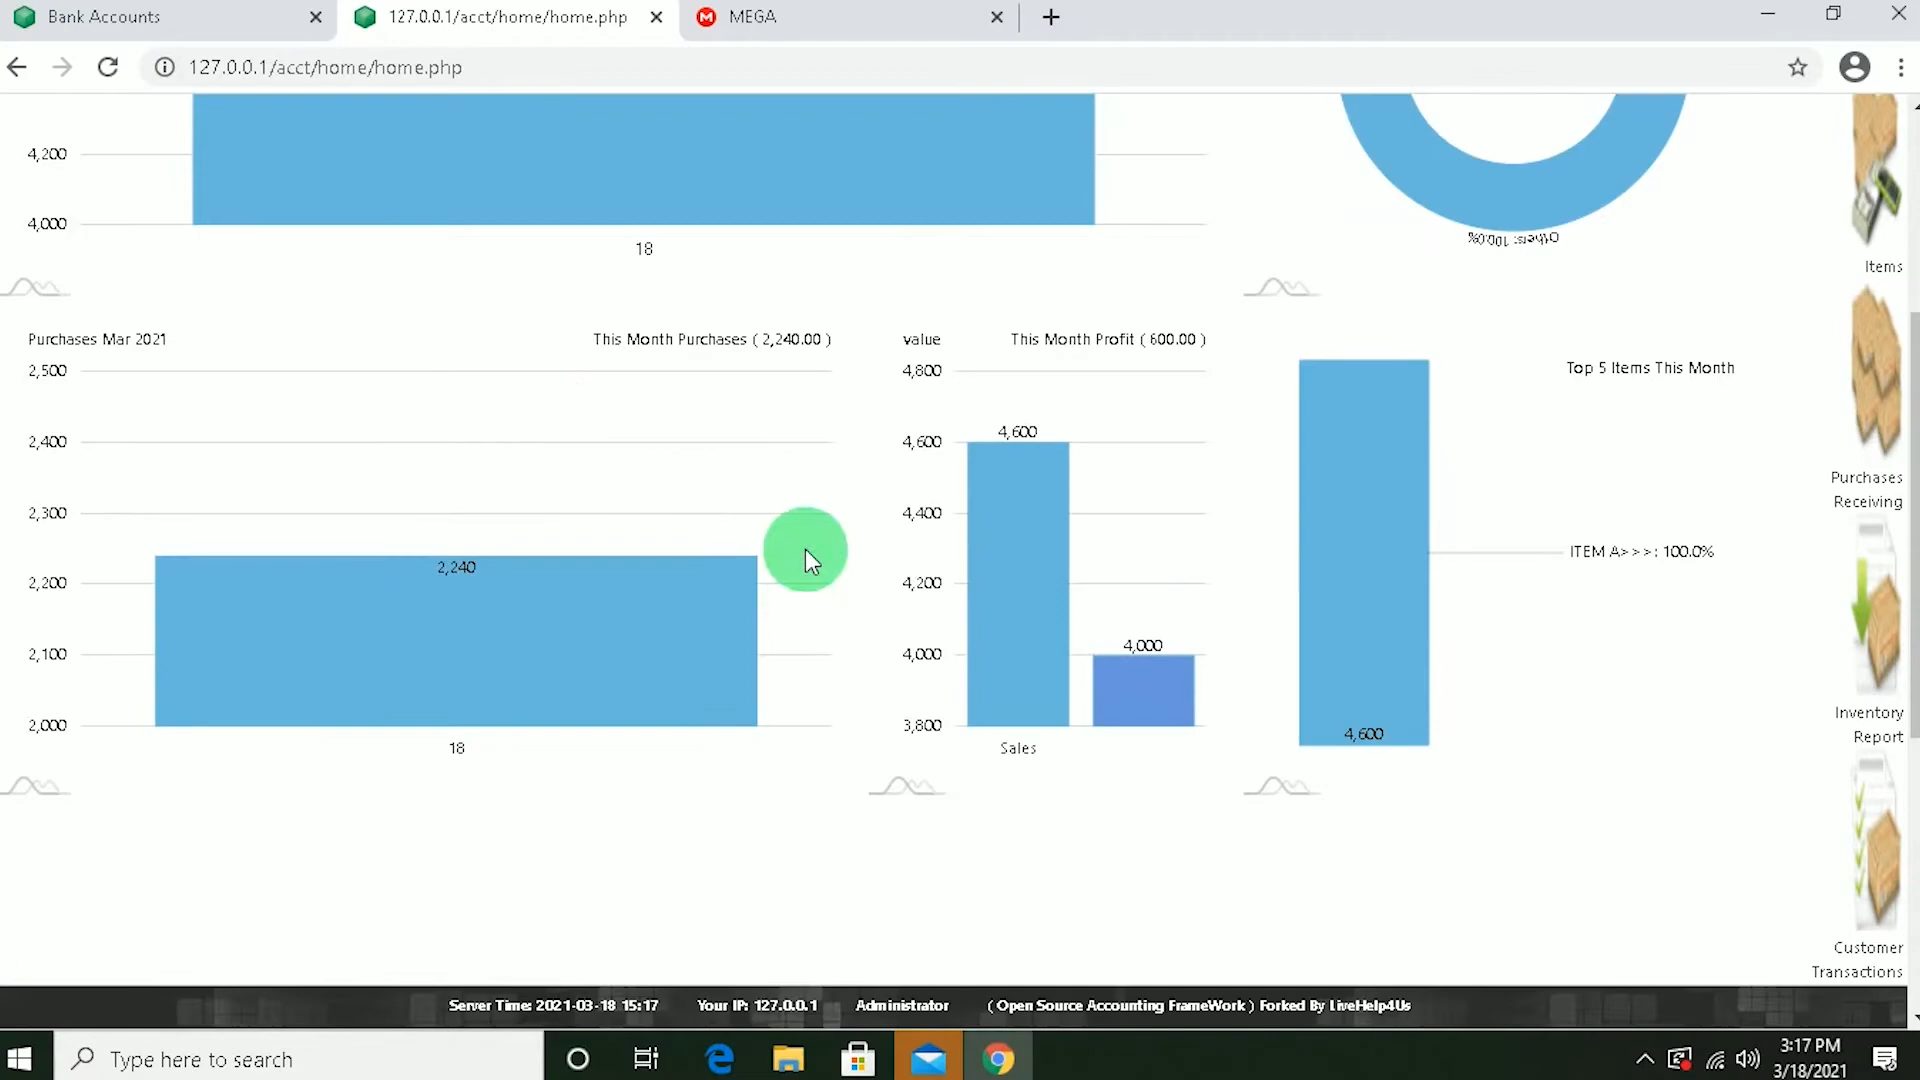 Bank Accounts
127.0.0.1/acct/home/home.php
MEGA
127.0.0.1/acct/home/home.php
4,200
4,000
18
Others: 100.0%
Items
Purchases Mar 2021
This Month Purchases ( 2,240.00 )
2,500
2,400
2,300
2,200
2,100
2,000
2,240
18
value
This Month Profit ( 600.00 )
4,800
4,600
4,400
4,200
4,000
3,800
4,600
4,000
Sales
Top 5 Items This Month
ITEM A>>>: 100.0%
4,600
Purchases
Receiving
Inventory
Report
Customer
Transactions
Server Time: 2021-03-18 15:17
Your IP: 127.0.0.1
Administrator
( Open Source Accounting FrameWork ) Forked By LiveHelp4Us
Type here to search
3:17 PM
3/18/2021